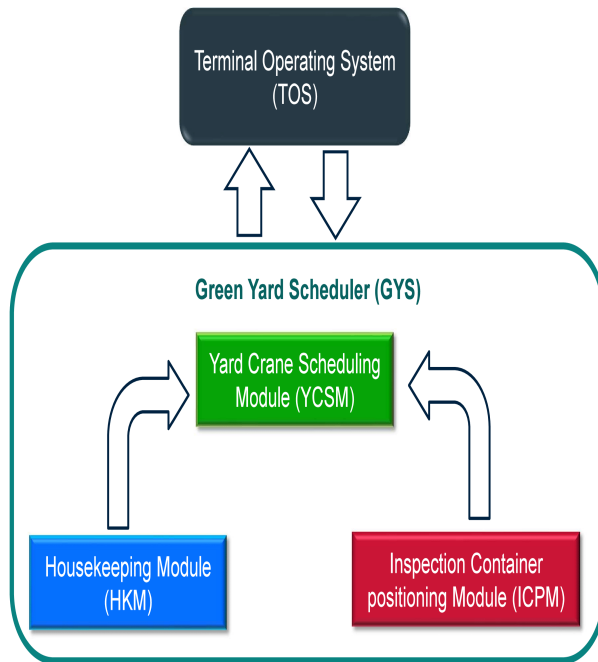 Terminal Operating System
(TOS)
Green Yard Scheduler (GYS)
Yard Crane Scheduling
Module (YCSM)
Housekeeping Module
(HKM)
Inspection Container
positioning Module (ICPM)